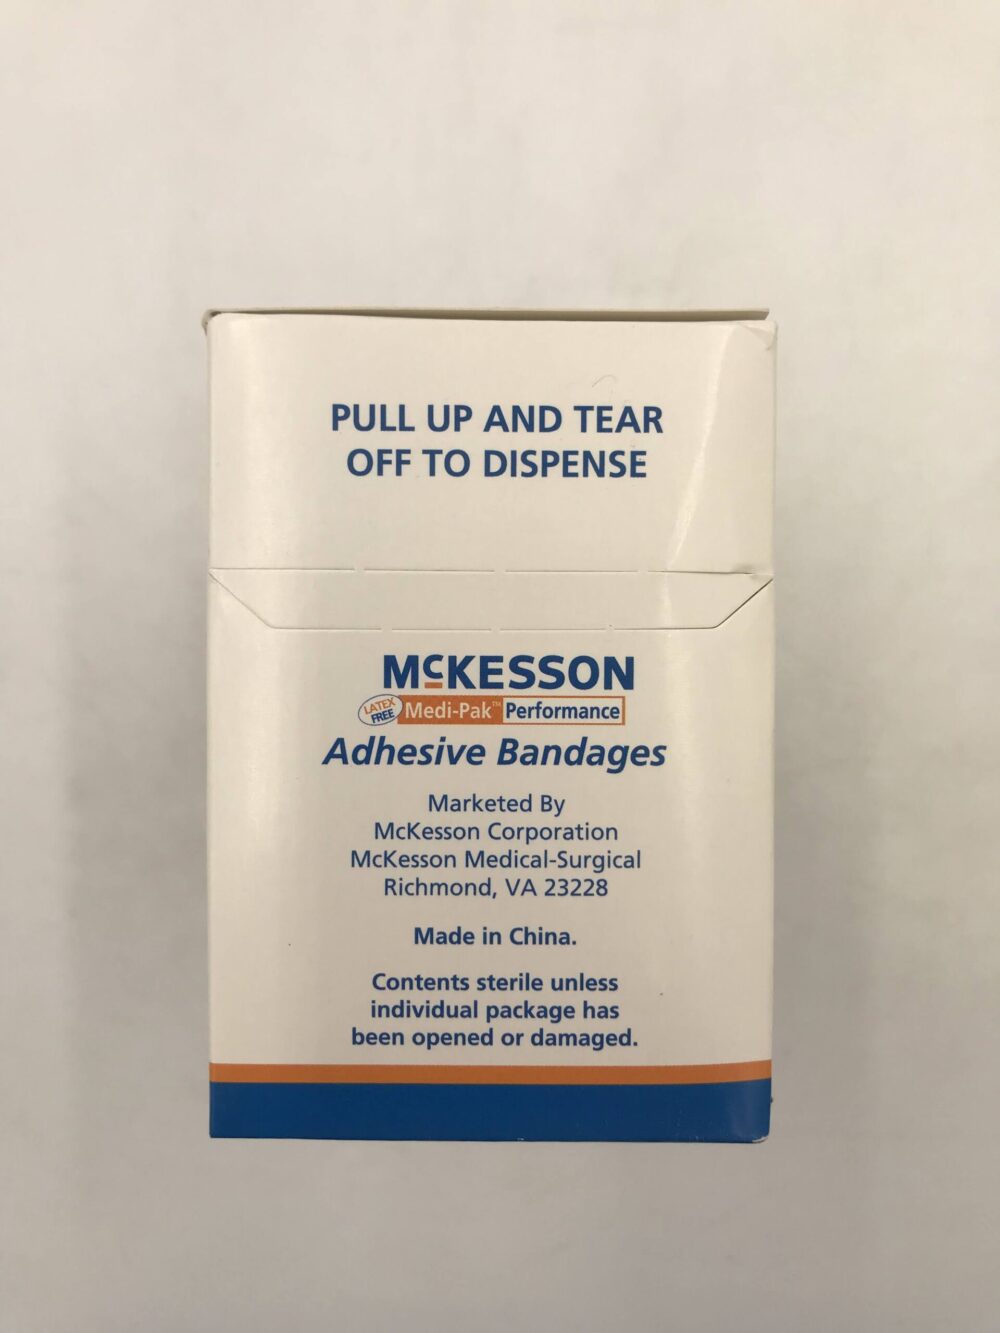 PULL UP AND TEAR
OFF TO DISPENSE
McKESSON
LATEX FREE Medi-Pak™ Performance
Adhesive Bandages
Marketed By
McKesson Corporation
McKesson Medical-Surgical
Richmond, VA 23228
Made in China.
Contents sterile unless
individual package has
been opened or damaged.